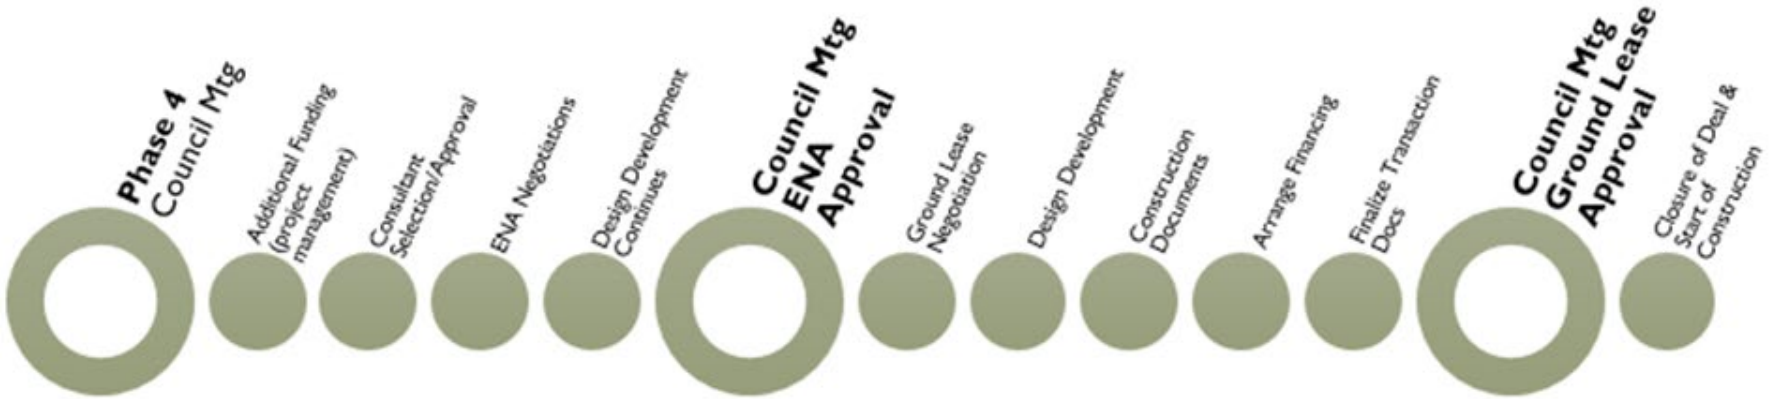 Phase 4
Council Mtg
Additional Funding
(project
management)
Consultant
Selection/Approval
ENA Negotiations
Design Development
Continues
Council Mtg
ENA
Approval
Ground Lease
Negotiation
Design Development
Construction
Documents
Arrange Financing
Finalize Transaction
Docs
Council Mtg
Ground Lease
Approval
Closure of Deal &
Start of
Construction